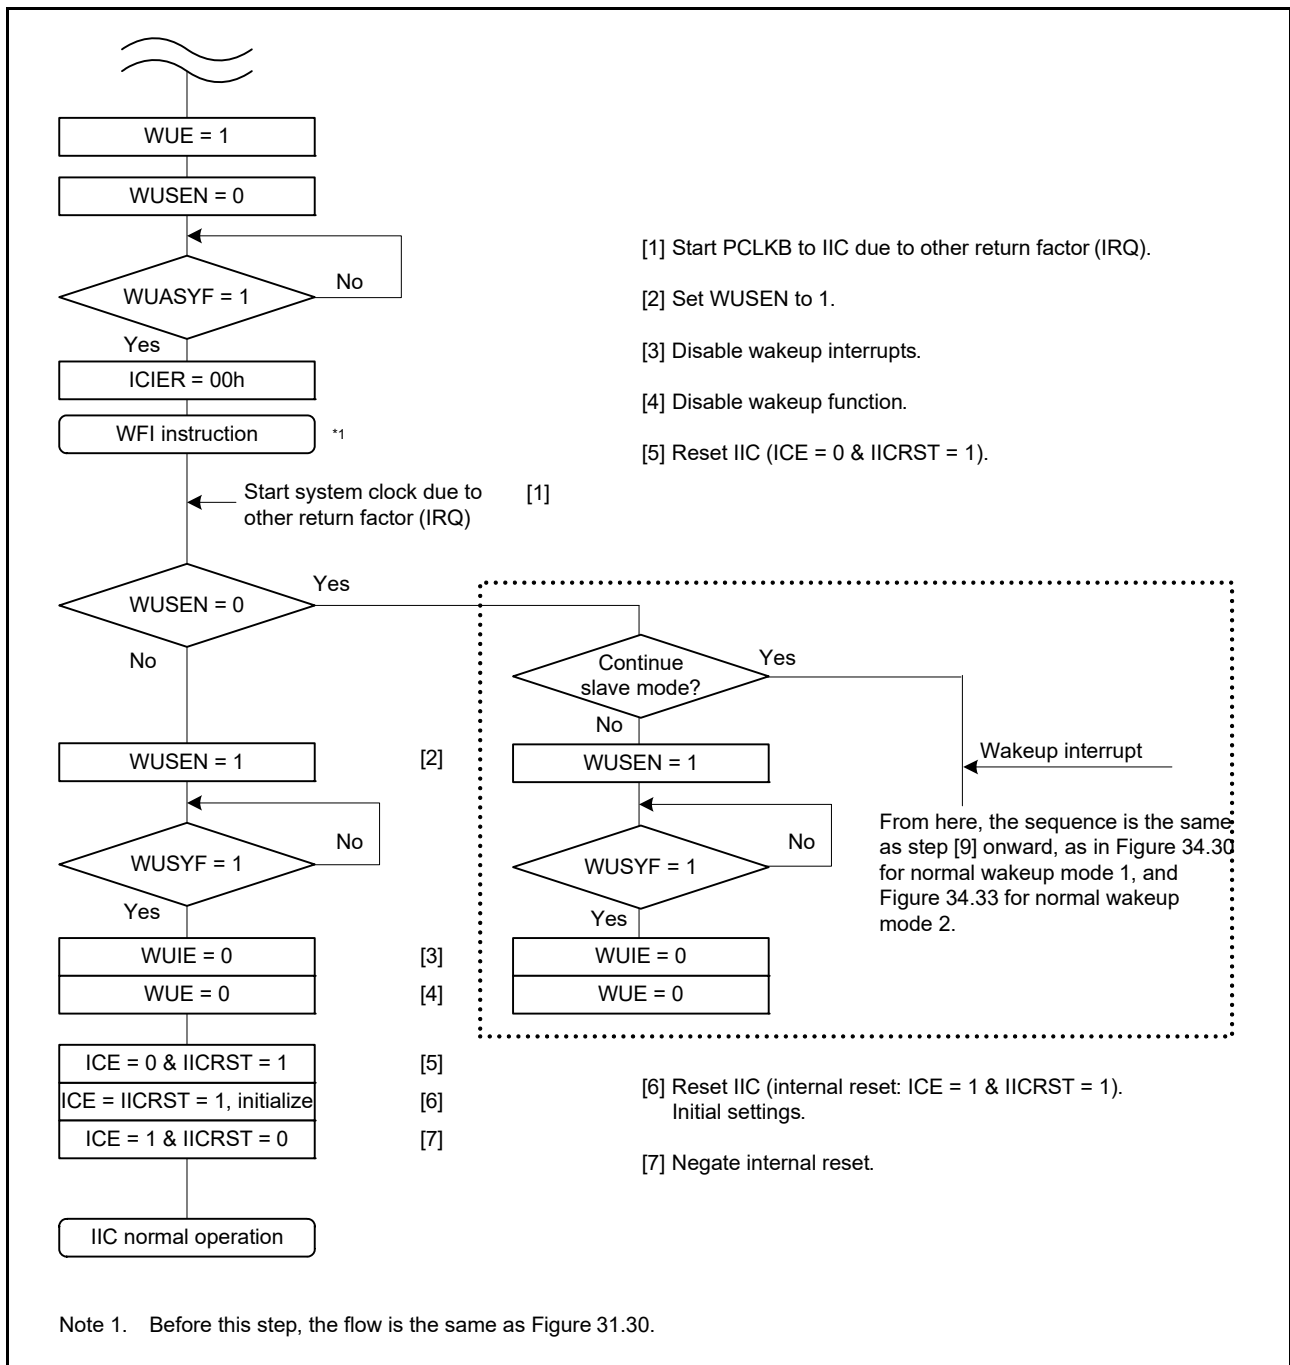 WUE = 1
WUSEN = 0
WUASYF = 1
No
Yes
ICIER = 00h
WFI instruction
*1
Start system clock due to
other return factor (IRQ)
[1]
[1] Start PCLKB to IIC due to other return factor (IRQ).
[2] Set WUSEN to 1.
[3] Disable wakeup interrupts.
[4] Disable wakeup function.
[5] Reset IIC (ICE = 0 & IICRST = 1).
WUSEN = 0
Yes
No
Continue
slave mode?
Yes
No
WUSEN = 1
[2]
WUSEN = 1
Wakeup interrupt
WUSYF = 1
No
Yes
WUSYF = 1
No
Yes
From here, the sequence is the same
as step [9] onward, as in Figure 34.30
for normal wakeup mode 1, and
Figure 34.33 for normal wakeup
mode 2.
WUIE = 0
[3]
WUE = 0
[4]
WUIE = 0
WUE = 0
ICE = 0 & IICRST = 1
[5]
ICE = IICRST = 1, initialize
[6]
ICE = 1 & IICRST = 0
[7]
[6] Reset IIC (internal reset: ICE = 1 & IICRST = 1).
Initial settings.
[7] Negate internal reset.
IIC normal operation
Note 1. Before this step, the flow is the same as Figure 31.30.